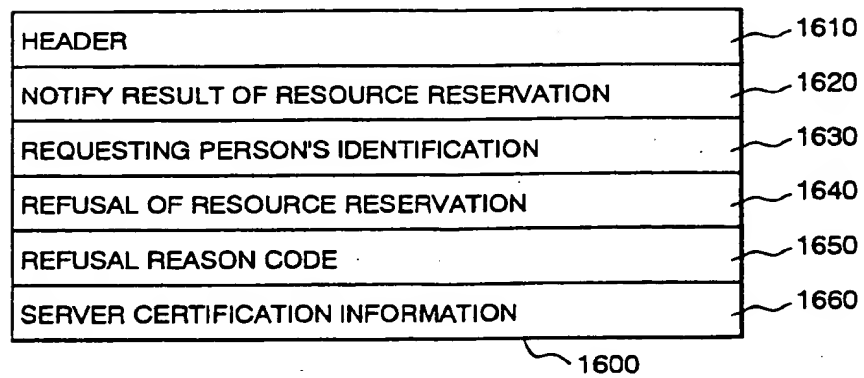 HEADER 1610
NOTIFY RESULT OF RESOURCE RESERVATION 1620
REQUESTING PERSON'S IDENTIFICATION 1630
REFUSAL OF RESOURCE RESERVATION 1640
REFUSAL REASON CODE 1650
SERVER CERTIFICATION INFORMATION 1660
1600